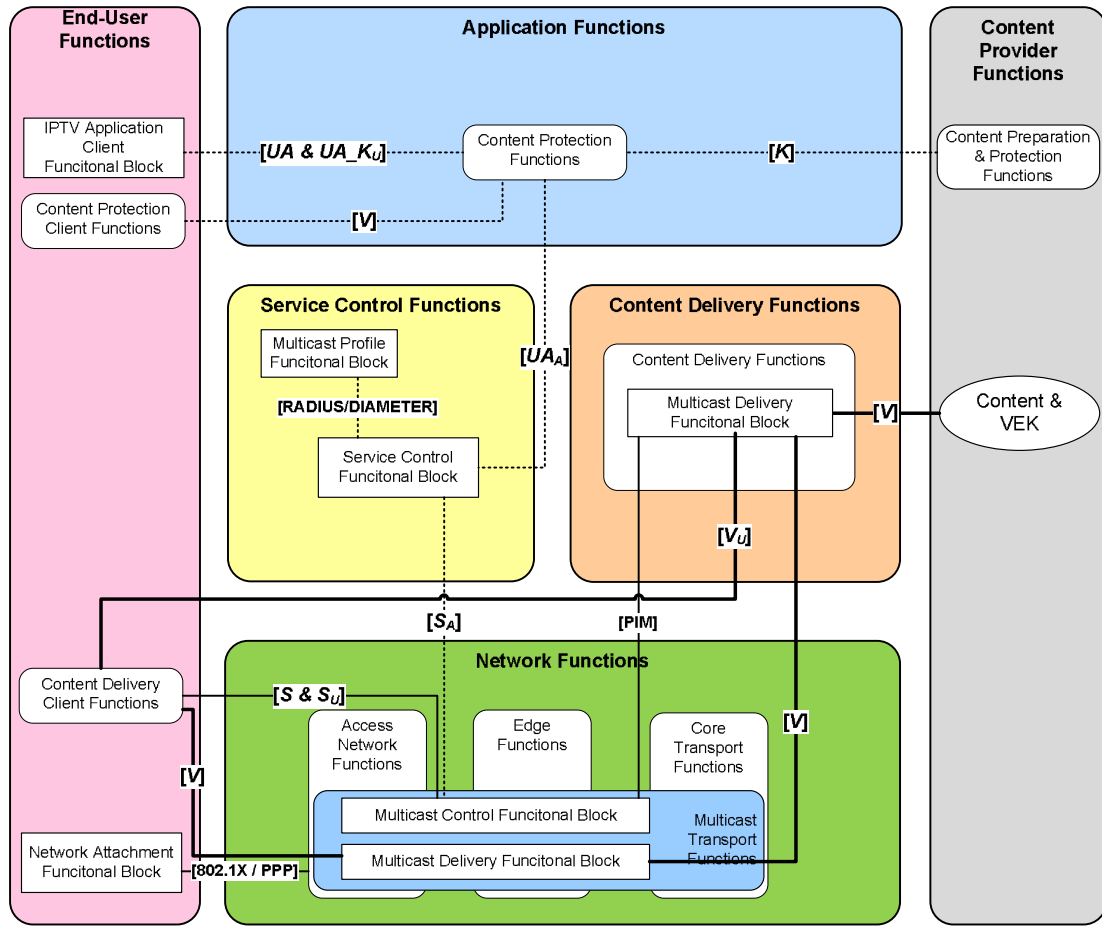 End-User
Functions
Application Functions
Content
Provider
Functions
IPTV Application
Client
Funcitonal Block
[UA & UA_KU]
Content Protection
Functions
[K]
Content Preparation
& Protection
Functions
Content Protection
Client Functions
[V]
Service Control Functions
Content Delivery Functions
Multicast Profile
Funcitonal Block
[UAA]
Content Delivery Functions
[RADIUS/DIAMETER]
Multicast Delivery
Funcitonal Block
[V]
Content &
VEK
Service Control
Funcitonal Block
[VU]
[SA]
[PIM]
Network Functions
Content Delivery
Client Functions
[S & SU]
Access
Network
Functions
Edge
Functions
Core
Transport
Functions
[V]
[V]
Multicast Control Funcitonal Block
Multicast
Transport
Functions
Multicast Delivery Funcitonal Block
Network Attachment
Funcitonal Block
[802.1X / PPP]